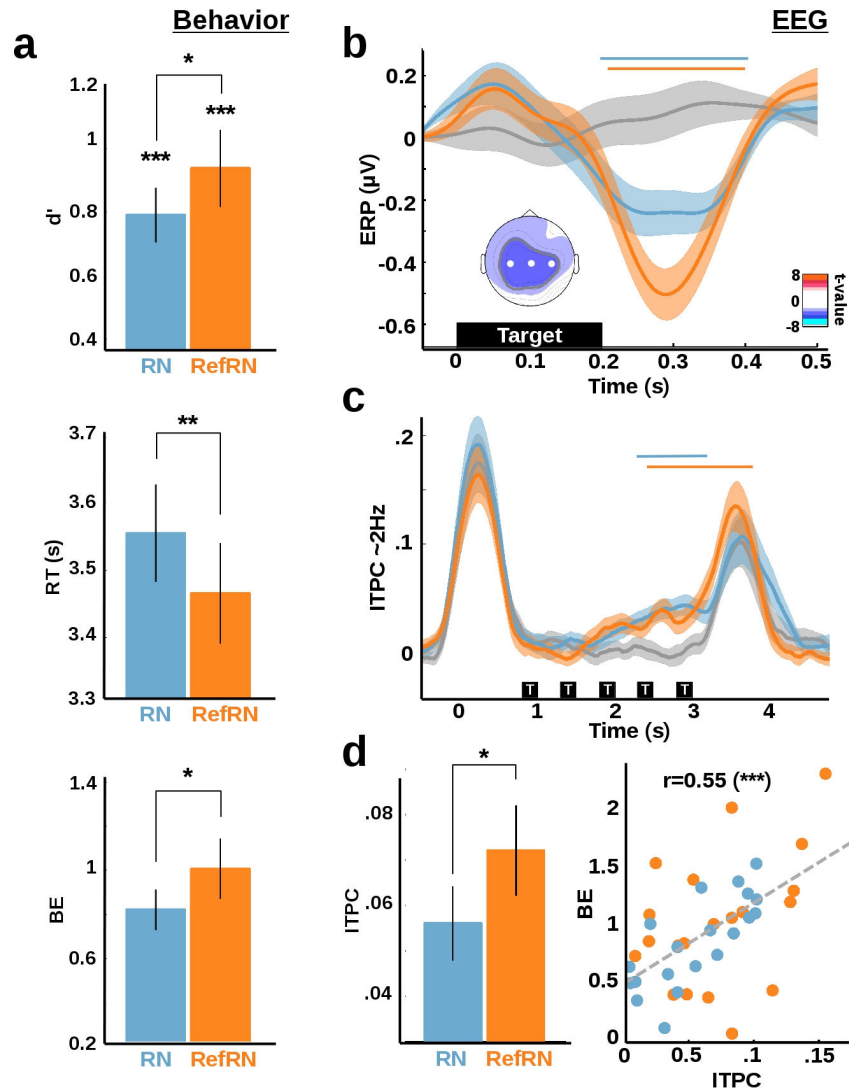 Behavior
EEG
a
*
***
***
1.2
1
0.8
0.6
0.4
d'
RN RefRN
b
0.2
0
-0.2
-0.4
-0.6
ERP (µV)
Target
8
0
-8
t-value
0 0.1 0.2 0.3 0.4 0.5
Time (s)
**
3.7
3.6
3.5
3.4
3.3
RT (s)
RN RefRN
c
.2
.1
0
ITPC ~2Hz
T T T T T
0 1 2 3 4
Time (s)
*
1.4
1
0.6
0.2
BE
RN RefRN
d
*
.08
.06
.04
ITPC
RN RefRN
r=0.55 (***)
2
1.5
1
0.5
0
BE
0 0.5 .1 .15
ITPC